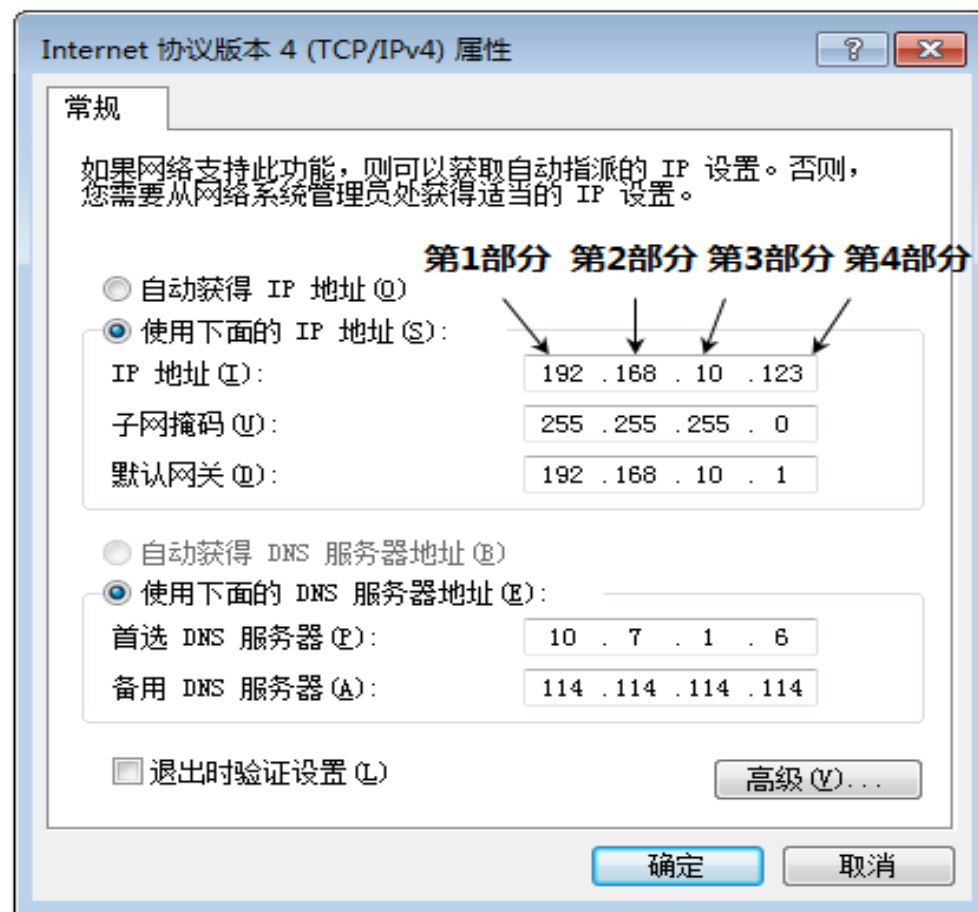 Internet 协议版本 4 (TCP/IPv4) 属性
常规
如果网络支持此功能，则可以获取自动指派的 IP 设置。否则，
您需要从网络系统管理员处获得适当的 IP 设置。
第1部分 第2部分 第3部分 第4部分
自动获得 IP 地址(O)
使用下面的 IP 地址(S):
IP 地址(I): 192 .168 . 10 .123
子网掩码(U): 255 .255 .255 . 0
默认网关(D): 192 .168 . 10 . 1
自动获得 DNS 服务器地址(B)
使用下面的 DNS 服务器地址(E):
首选 DNS 服务器(P): 10 . 7 . 1 . 6
备用 DNS 服务器(A): 114 .114 .114 .114
退出时验证设置(L)
高级(V)...
确定 取消